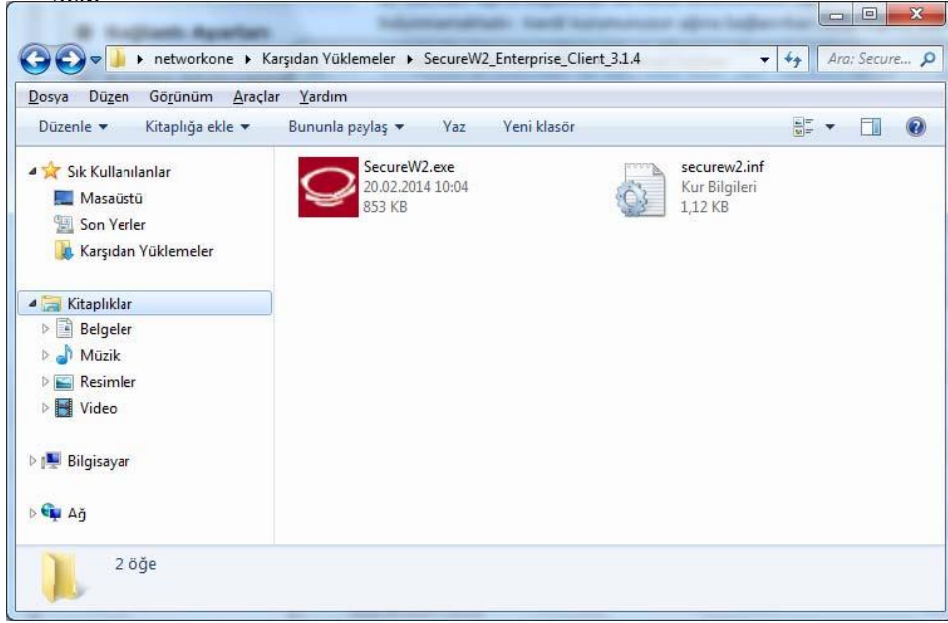 networkone ▸ Karşıdan Yüklemeler ▸ SecureW2_Enterprise_Client_3.1.4
Ara: Secure...
Dosya Düzen Görünüm Araçlar Yardım
Düzenle Kitaplığa ekle Bununla paylaş Yaz Yeni klasör
Sık Kullanılanlar
Masaüstü
Son Yerler
Karşıdan Yüklemeler
Kitaplıklar
Belgeler
Müzik
Resimler
Video
Bilgisayar
Ağ
SecureW2.exe
20.02.2014 10:04
853 KB
securew2.inf
Kur Bilgileri
1,12 KB
2 öğe